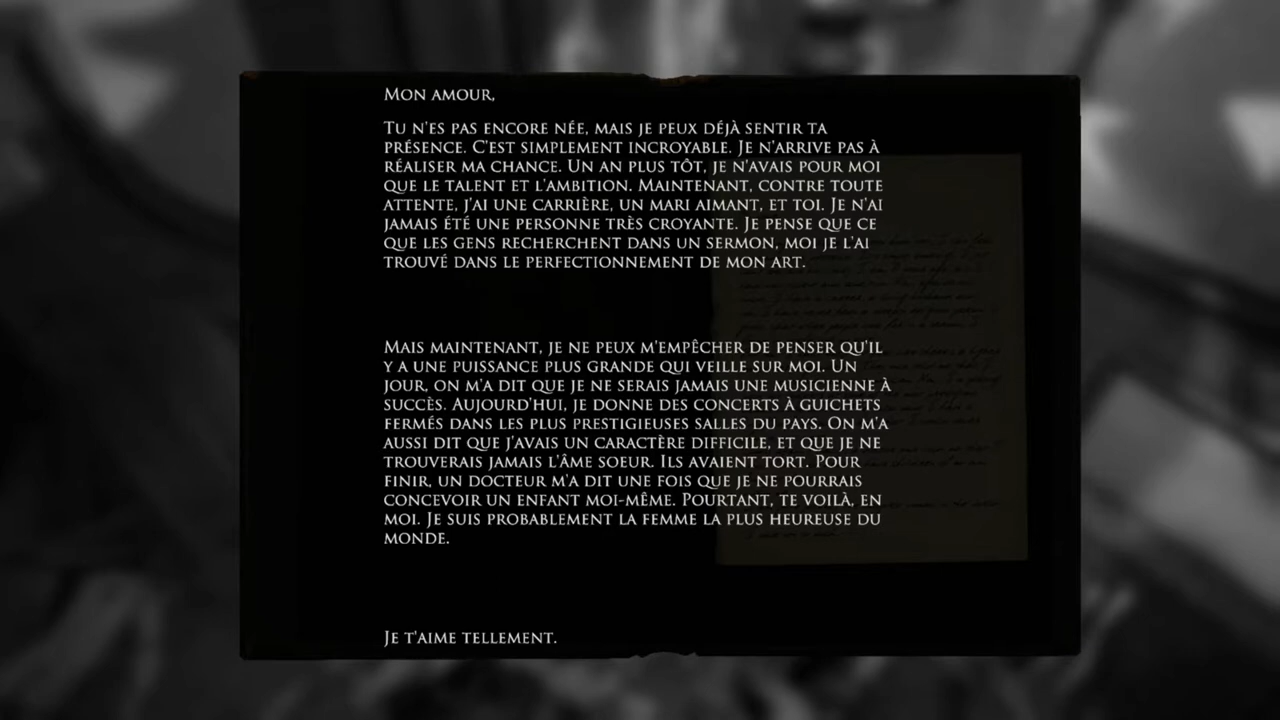 Mon amour,
Tu n'es pas encore née, mais je peux déjà sentir ta
présence. C'est simplement incroyable. Je n'arrive pas à
réaliser ma chance. Un an plus tôt, je n'avais pour moi
que le talent et l'ambition. Maintenant, contre toute
attente, j'ai une carrière, un mari aimant, et toi. Je n'ai
jamais été une personne très croyante. Je pense que ce
que les gens recherchent dans un sermon, moi je l'ai
trouvé dans le perfectionnement de mon art.
Mais maintenant, je ne peux m'empêcher de penser qu'il
y a une puissance plus grande qui veille sur moi. Un
jour, on m'a dit que je ne serais jamais une musicienne à
succès. Aujourd'hui, je donne des concerts à guichets
fermés dans les plus prestigieuses salles du pays. On m'a
aussi dit que j'avais un caractère difficile, et que je ne
trouverais jamais l'âme soeur. Ils avaient tort. Pour
finir, un docteur m'a dit une fois que je ne pourrais
concevoir un enfant moi-même. Pourtant, te voilà, en
moi. Je suis probablement la femme la plus heureuse du
monde.
Je t'aime tellement.